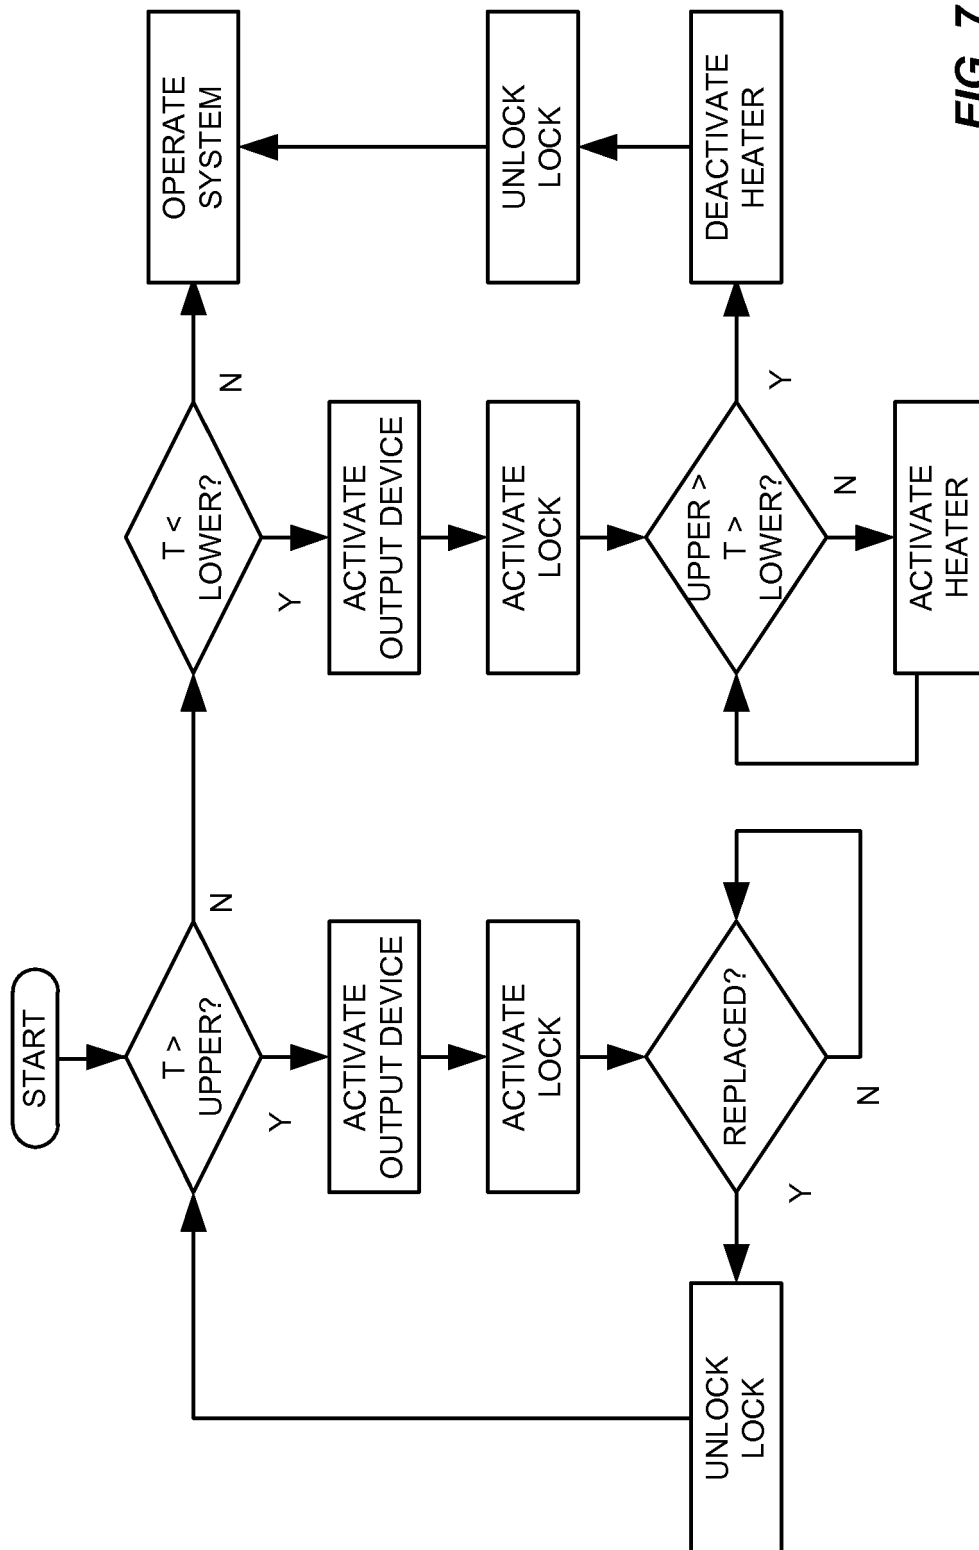 START
T >
UPPER?
N
Y
ACTIVATE
OUTPUT DEVICE
ACTIVATE
LOCK
REPLACED?
N
Y
UNLOCK
LOCK
T <
LOWER?
N
Y
ACTIVATE
OUTPUT DEVICE
ACTIVATE
LOCK
UPPER >
T >
LOWER?
N
Y
ACTIVATE
HEATER
DEACTIVATE
HEATER
UNLOCK
LOCK
OPERATE
SYSTEM
FIG. 7